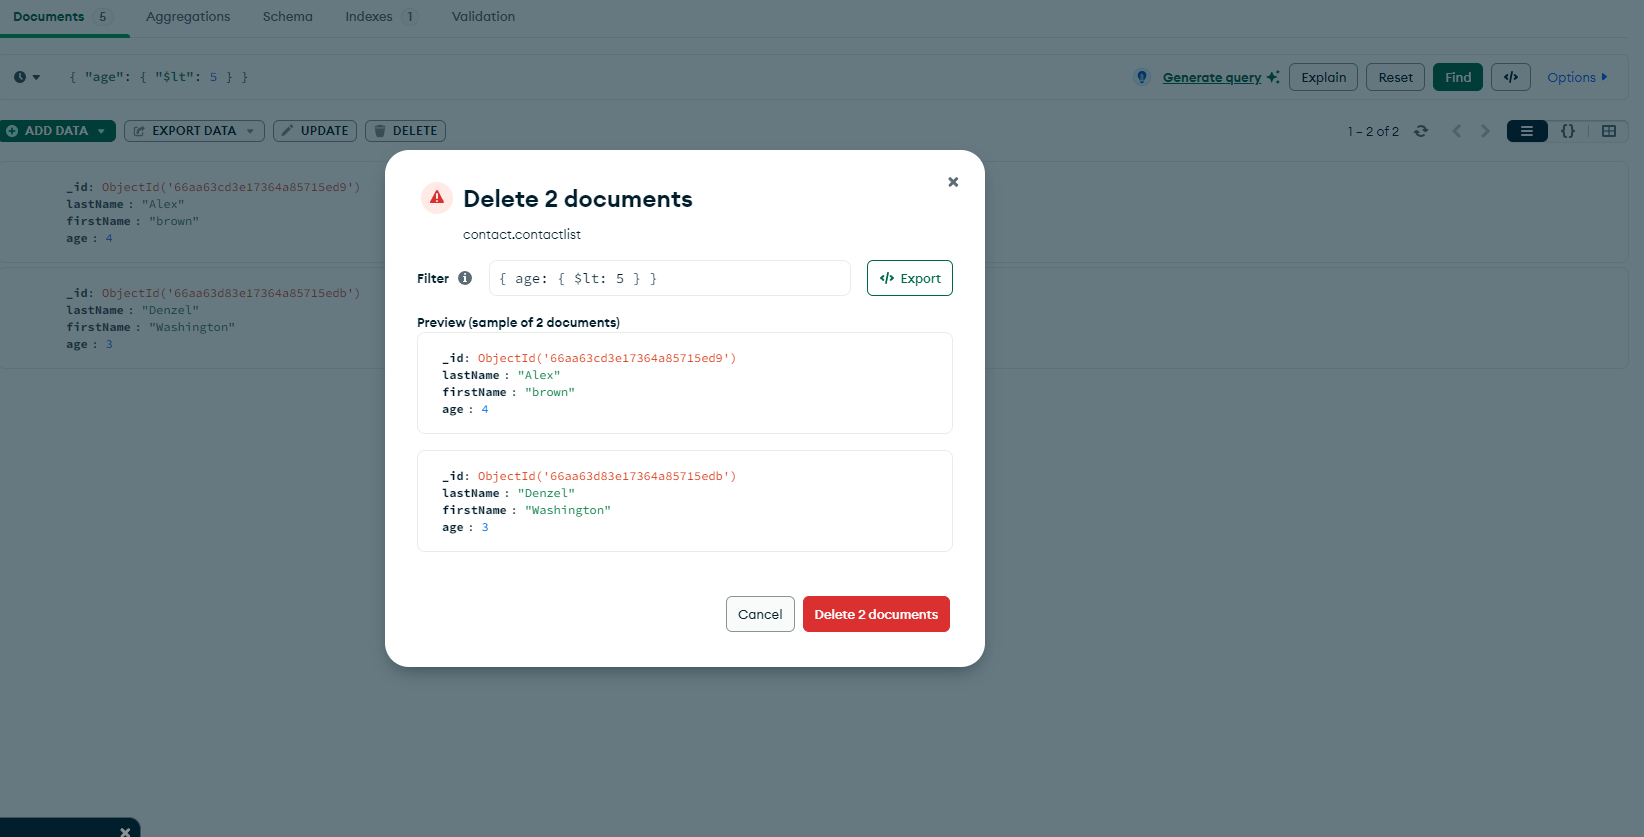 Documents 5 Aggregations Schema Indexes 1 Validation
{ "age": { "$lt": 5 } } Generate query Explain Reset Find </> Options
ADD DATA EXPORT DATA UPDATE DELETE 1 – 2 of 2 {}
_id: ObjectId('66aa63cd3e17364a85715ed9')
lastName : "Alex"
firstName : "brown"
age : 4
_id: ObjectId('66aa63d83e17364a85715edb')
lastName : "Denzel"
firstName : "Washington"
age : 3
Delete 2 documents
contact.contactlist
Filter { age: { $lt: 5 } } </> Export
Preview (sample of 2 documents)
_id: ObjectId('66aa63cd3e17364a85715ed9')
lastName : "Alex"
firstName : "brown"
age : 4
_id: ObjectId('66aa63d83e17364a85715edb')
lastName : "Denzel"
firstName : "Washington"
age : 3
Cancel Delete 2 documents